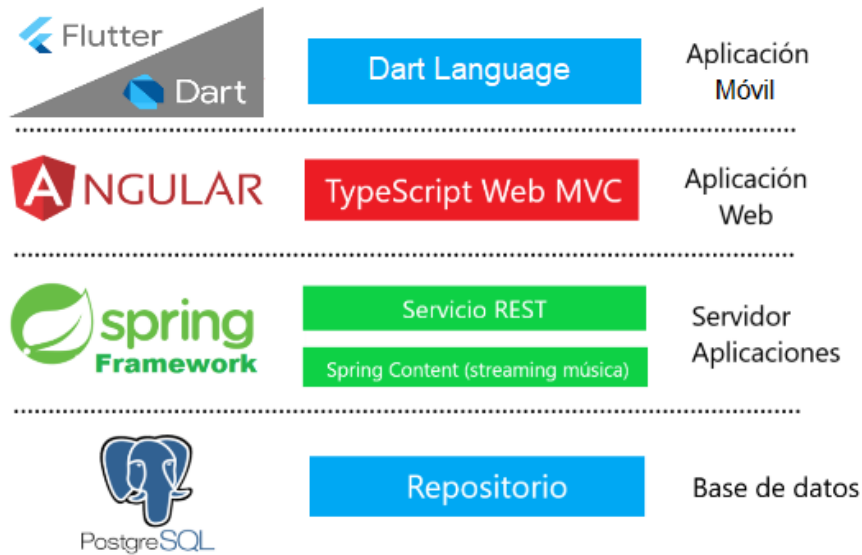 Flutter
Dart
Dart Language
Aplicación
Móvil
ANGULAR
TypeScript Web MVC
Aplicación
Web
spring
Framework
Servicio REST
Spring Content (streaming música)
Servidor
Aplicaciones
PostgreSQL
Repositorio
Base de datos